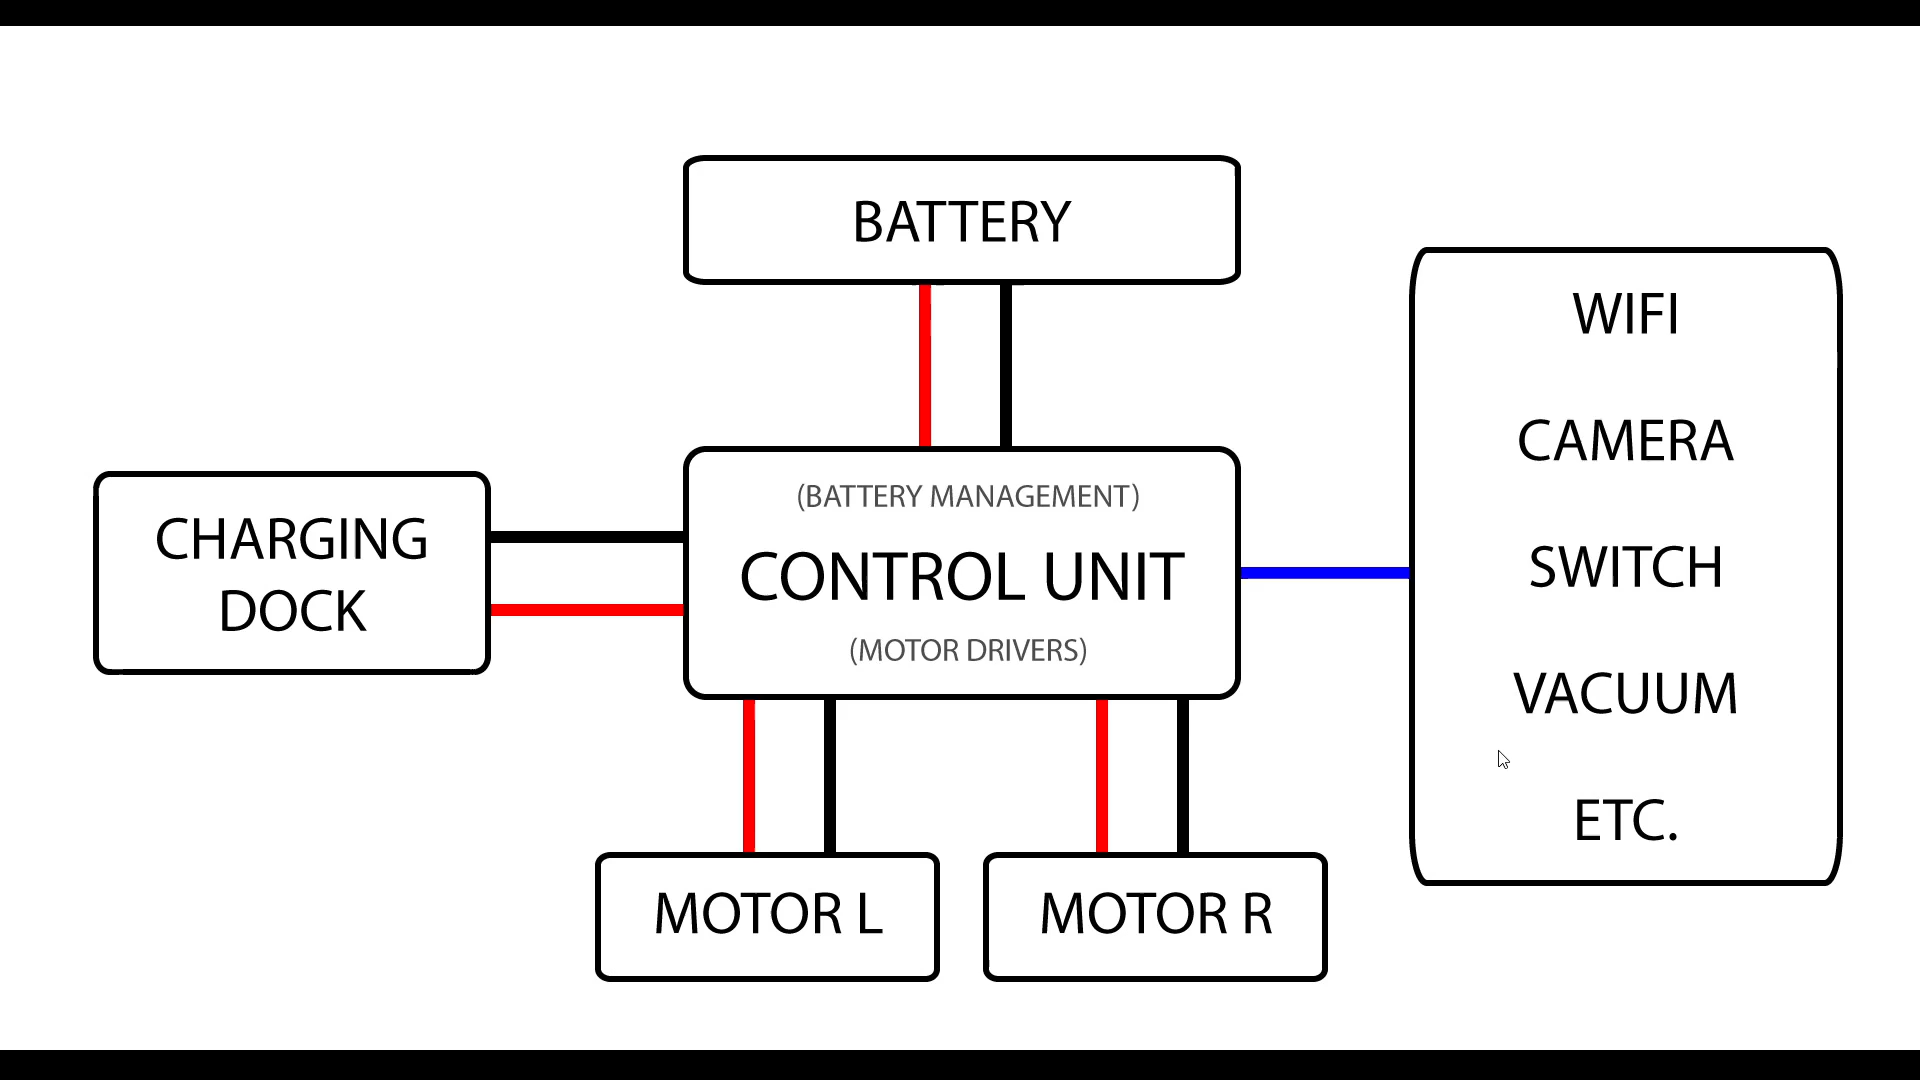 BATTERY
(BATTERY MANAGEMENT)
CONTROL UNIT
(MOTOR DRIVERS)
CHARGING
DOCK
MOTOR L
MOTOR R
WIFI
CAMERA
SWITCH
VACUUM
ETC.